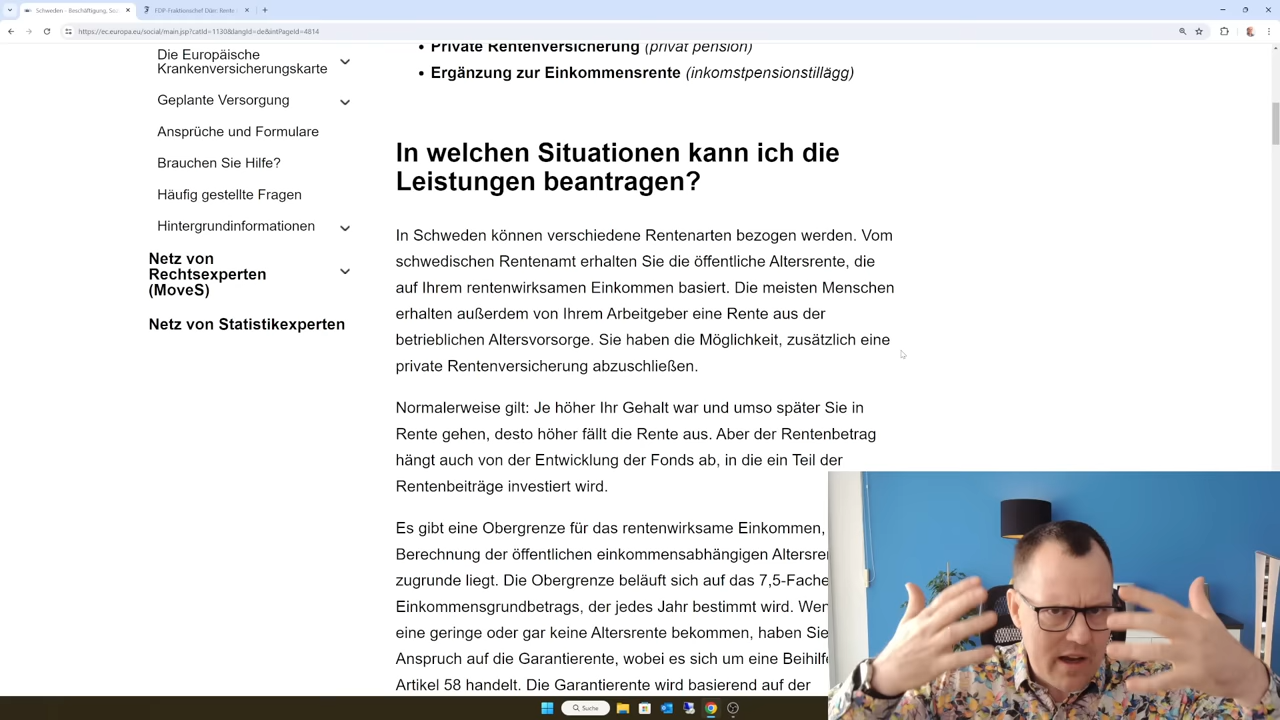 Schweden - Beschäftigung, Soz
FDP-Fraktionschef Dürr: Rente
https://ec.europa.eu/social/main.jsp?catId=1130&langId=de&intPageId=4814
Die Europäische
Krankenversicherungskarte
Geplante Versorgung
Ansprüche und Formulare
Brauchen Sie Hilfe?
Häufig gestellte Fragen
Hintergrundinformationen
Netz von
Rechtsexperten
(MoveS)
Netz von Statistikexperten
• Private Rentenversicherung (privat pension)
• Ergänzung zur Einkommensrente (inkomstpensionstillägg)
In welchen Situationen kann ich die
Leistungen beantragen?
In Schweden können verschiedene Rentenarten bezogen werden. Vom
schwedischen Rentenamt erhalten Sie die öffentliche Altersrente, die
auf Ihrem rentenwirksamen Einkommen basiert. Die meisten Menschen
erhalten außerdem von Ihrem Arbeitgeber eine Rente aus der
betrieblichen Altersvorsorge. Sie haben die Möglichkeit, zusätzlich eine
private Rentenversicherung abzuschließen.
Normalerweise gilt: Je höher Ihr Gehalt war und umso später Sie in
Rente gehen, desto höher fällt die Rente aus. Aber der Rentenbetrag
hängt auch von der Entwicklung der Fonds ab, in die ein Teil der
Rentenbeiträge investiert wird.
Es gibt eine Obergrenze für das rentenwirksame Einkommen,
Berechnung der öffentlichen einkommensabhängigen Altersren
zugrunde liegt. Die Obergrenze beläuft sich auf das 7,5-Fache
Einkommensgrundbetrags, der jedes Jahr bestimmt wird. Wen
eine geringe oder gar keine Altersrente bekommen, haben Sie
Anspruch auf die Garantierente, wobei es sich um eine Beihilfe
Artikel 58 handelt. Die Garantierente wird basierend auf der
Suche